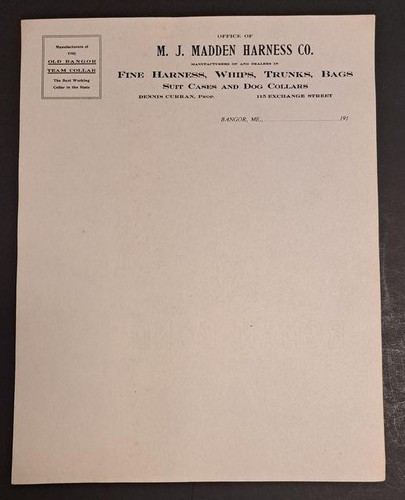 Manufacturers of
THE
OLD BANGOR
TEAM COLLAR
The Best Working
Collar in the State
OFFICE OF
M. J. MADDEN HARNESS CO.
MANUFACTURERS OF AND DEALERS IN
FINE HARNESS, WHIPS, TRUNKS, BAGS
SUIT CASES AND DOG COLLARS
DENNIS CURRAN, PROP. 115 EXCHANGE STREET
BANGOR, ME., 191